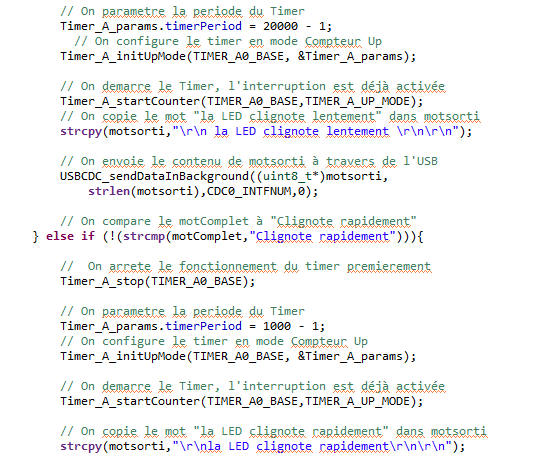 // On parametre la periode du Timer
Timer_A_params.timerPeriod = 20000 - 1;
// On configure le timer en mode Compteur Up
Timer_A_initUpMode(TIMER_A0_BASE, &Timer_A_params);
// On demarre le Timer, l'interruption est déjà activée
Timer_A_startCounter(TIMER_A0_BASE,TIMER_A_UP_MODE);
// On copie le mot "la LED clignote lentement" dans motsorti
strcpy(motsorti,"\r\n la LED clignote lentement \r\n\r\n");
// On envoie le contenu de motsorti à travers de l'USB
USBCDC_sendDataInBackground((uint8_t*)motsorti,
strlen(motsorti),CDC0_INTFNUM,0);
// On compare le motComplet à "Clignote rapidement"
} else if (!(strcmp(motComplet,"Clignote rapidement"))){
//  On arrete le fonctionnement du timer premierement
Timer_A_stop(TIMER_A0_BASE);
// On parametre la periode du Timer
Timer_A_params.timerPeriod = 1000 - 1;
// On configure le timer en mode Compteur Up
Timer_A_initUpMode(TIMER_A0_BASE, &Timer_A_params);
// On demarre le Timer, l'interruption est déjà activée
Timer_A_startCounter(TIMER_A0_BASE,TIMER_A_UP_MODE);
// On copie le mot "la LED clignote rapidement" dans motsorti
strcpy(motsorti,"\r\nla LED clignote rapidement\r\n\r\n");